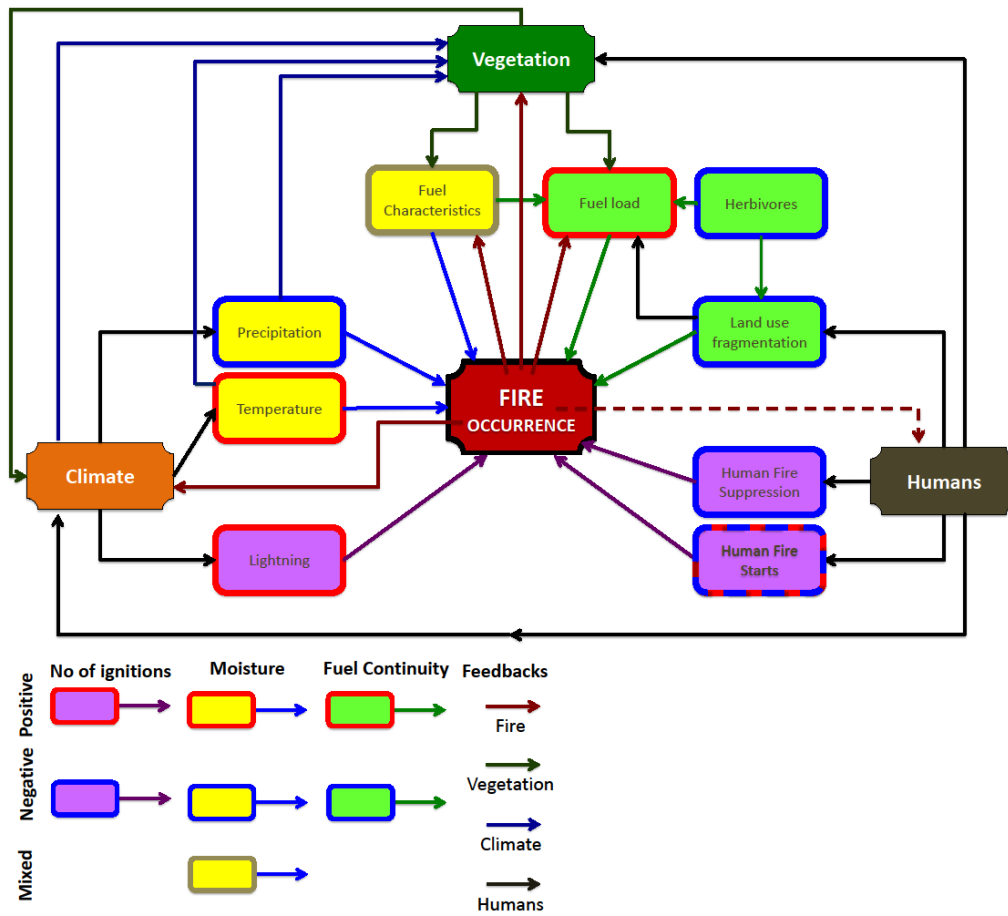 Vegetation
Fuel
Characteristics
Fuel load
Herbivores
Precipitation
Land use
fragmentation
Temperature
FIRE
OCCURRENCE
Climate
Human Fire
Suppression
Humans
Lightning
Human Fire
Starts
No of ignitions
Moisture
Fuel Continuity
Feedbacks
Positive
Fire
Negative
Vegetation
Climate
Mixed
Humans